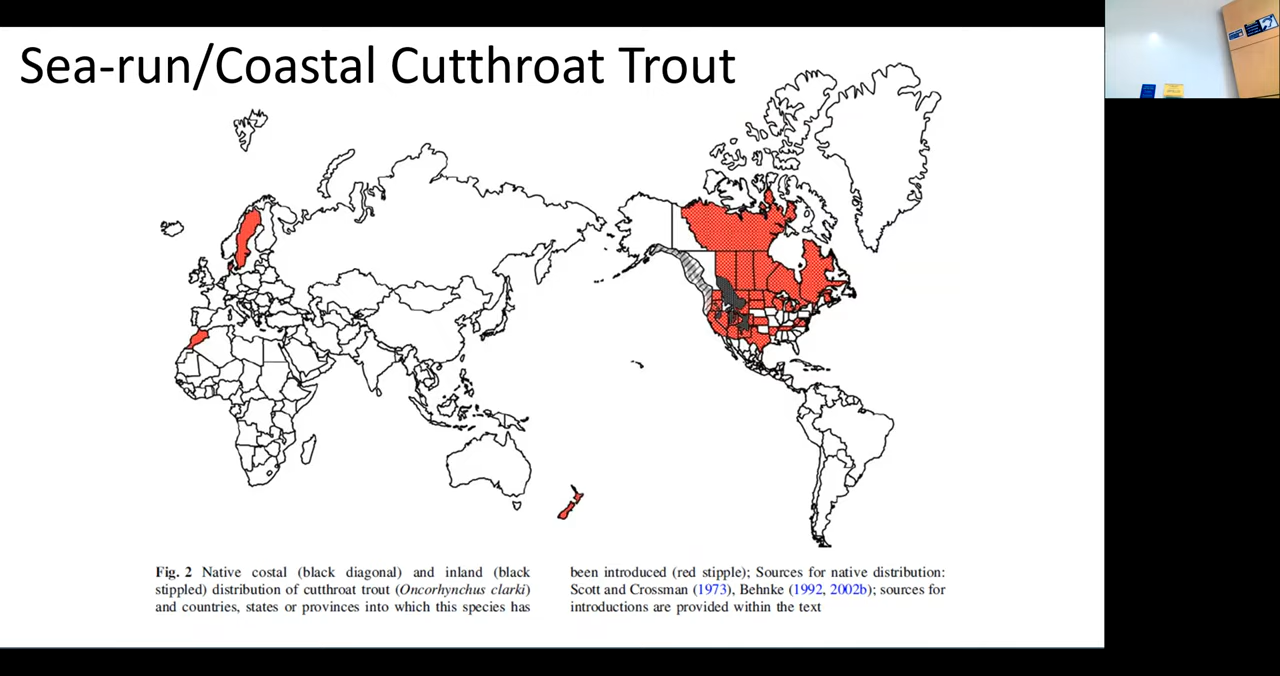 Sea-run/Coastal Cutthroat Trout
Fig. 2 Native costal (black diagonal) and inland (black
stippled) distribution of cutthroat trout (Oncorhynchus clarki)
and countries, states or provinces into which this species has
been introduced (red stipple); Sources for native distribution:
Scott and Crossman (1973), Behnke (1992, 2002b); sources for
introductions are provided within the text